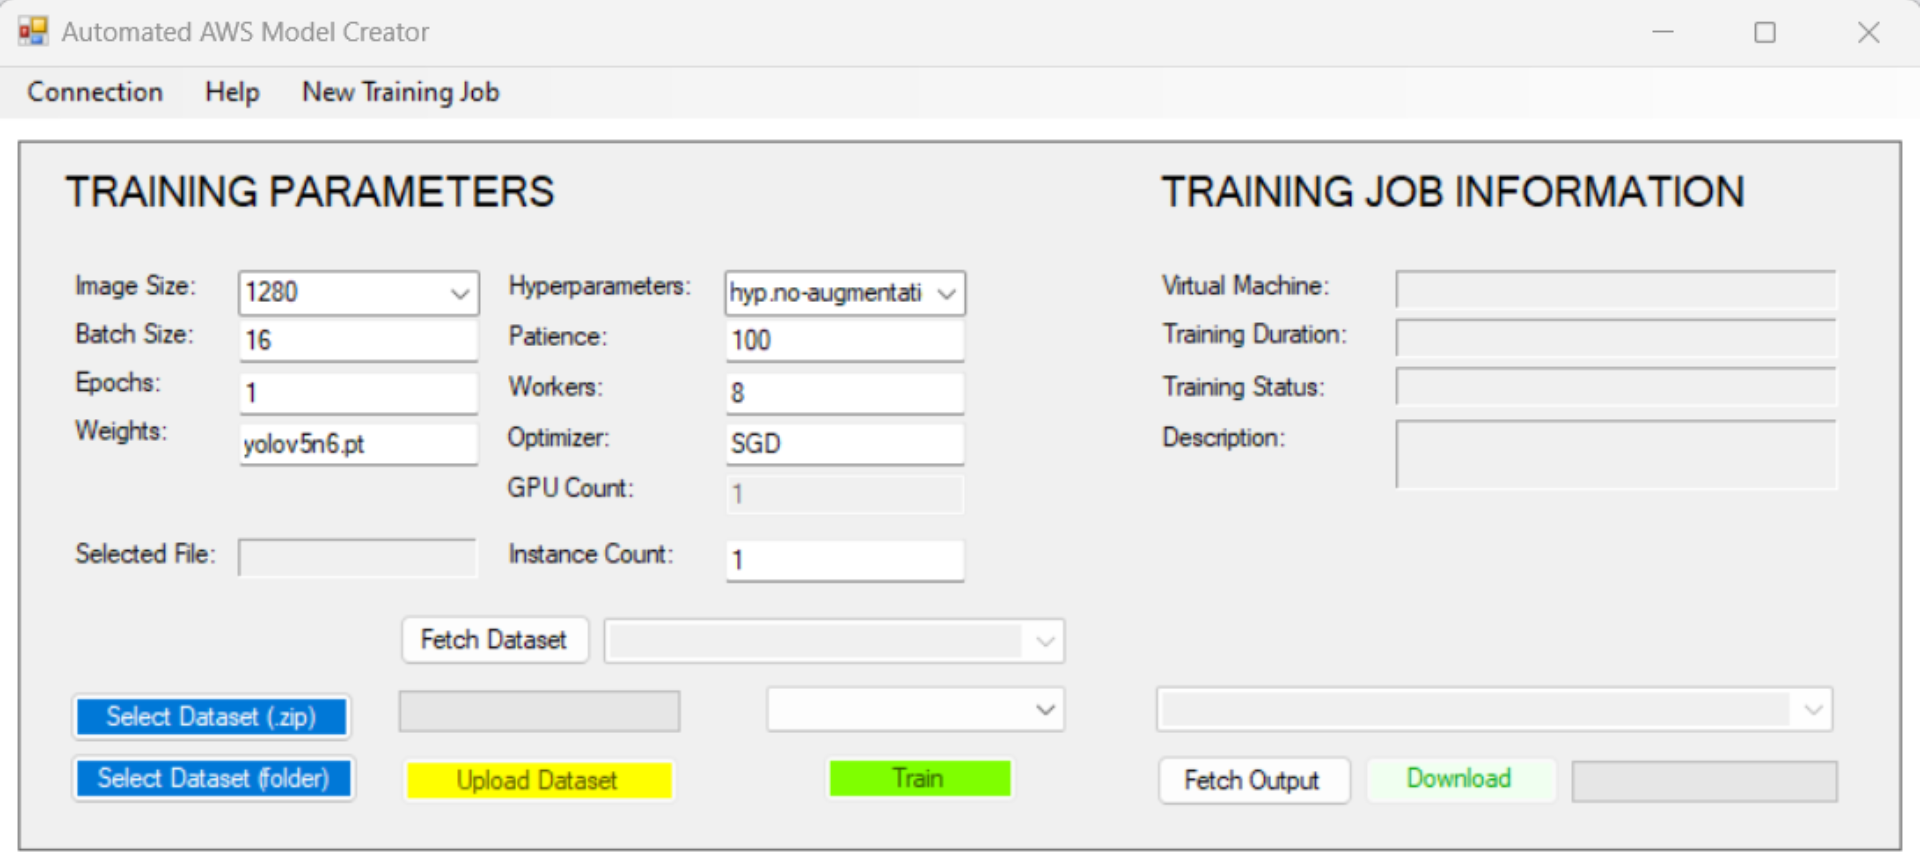 Automated AWS Model Creator
Connection Help New Training Job
TRAINING PARAMETERS
Image Size: 1280
Batch Size: 16
Epochs: 1
Weights: yolov5n6.pt
Hyperparameters: hyp.no-augmentati
Patience: 100
Workers: 8
Optimizer: SGD
GPU Count: 1
Selected File:
Instance Count: 1
Fetch Dataset
Select Dataset (.zip)
Select Dataset (folder)
Upload Dataset
Train
TRAINING JOB INFORMATION
Virtual Machine:
Training Duration:
Training Status:
Description:
Fetch Output
Download